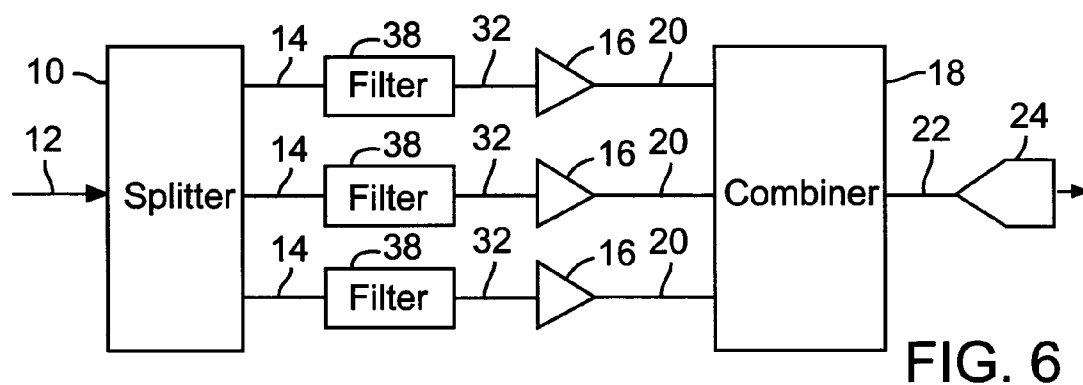 14 38 32 16 20
10 Filter 18
12 14 38 32 16 20 22 24
Splitter Filter Combiner
14 38 32 16 20
Filter
FIG. 6